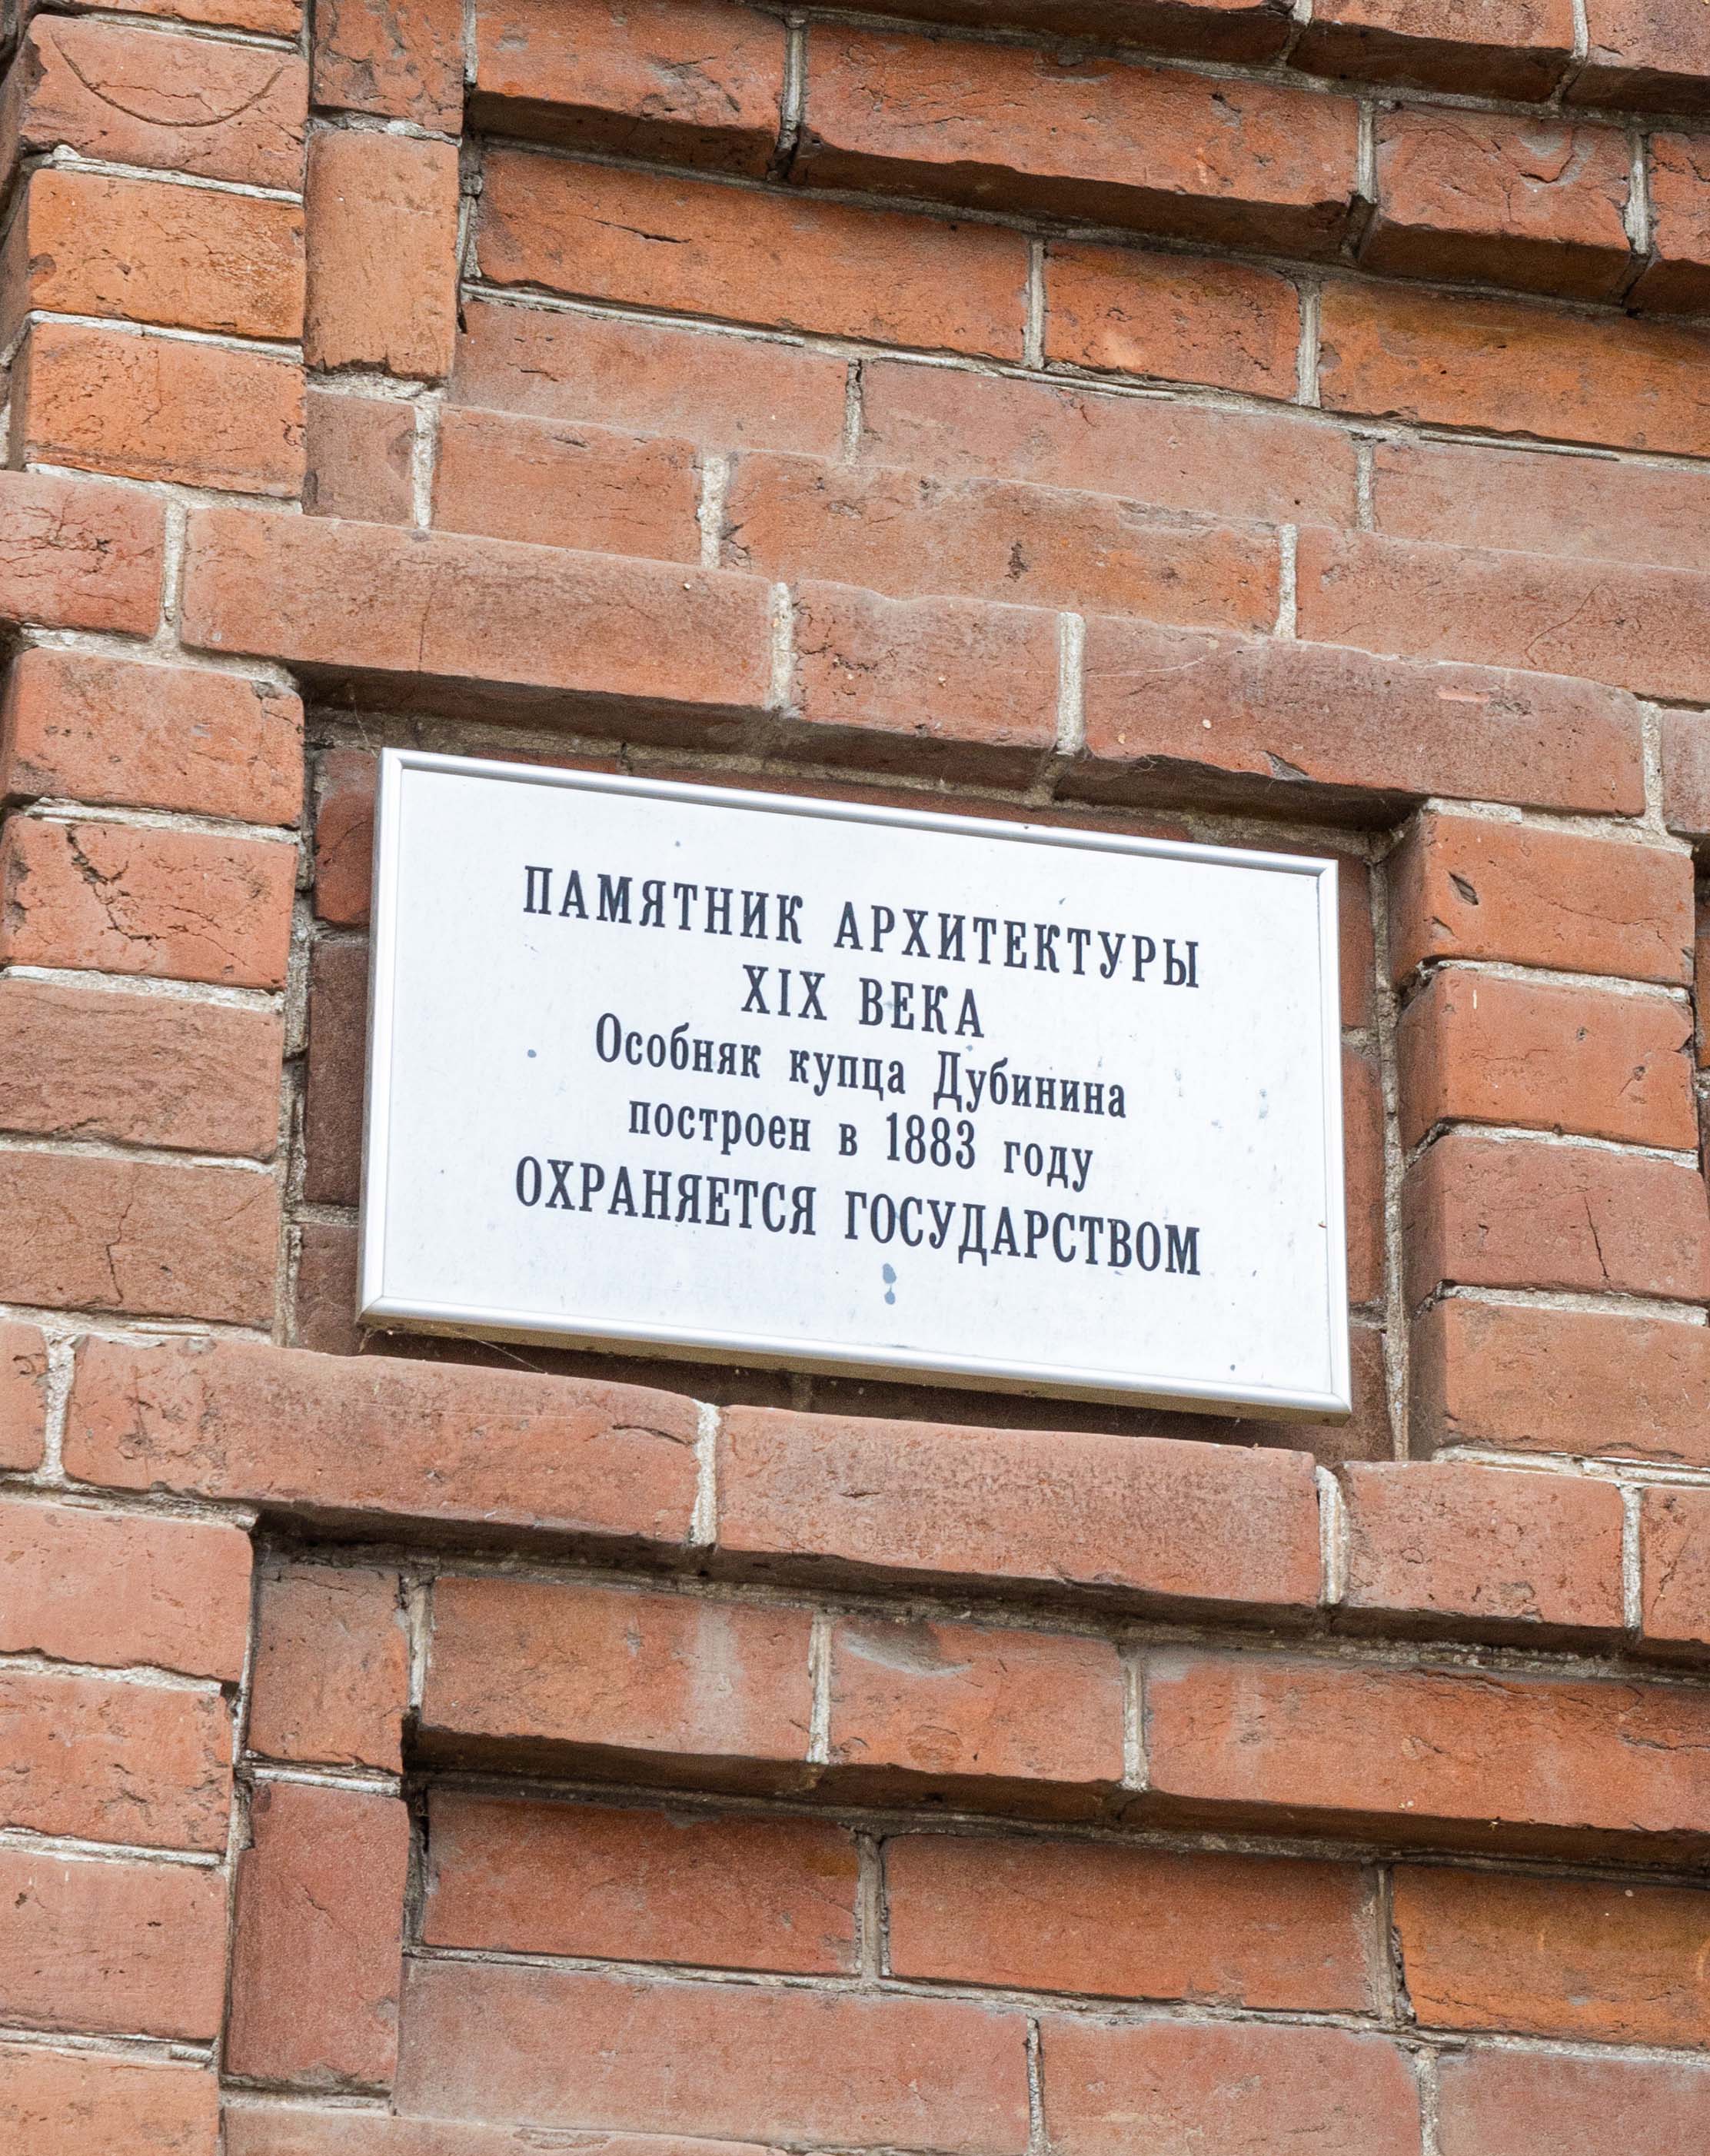 ПАМЯТНИК АРХИТЕКТУРЫ
XIX ВЕКА
Особняк купца Дубинина
построен в 1883 году
ОХРАНЯЕТСЯ ГОСУДАРСТВОМ